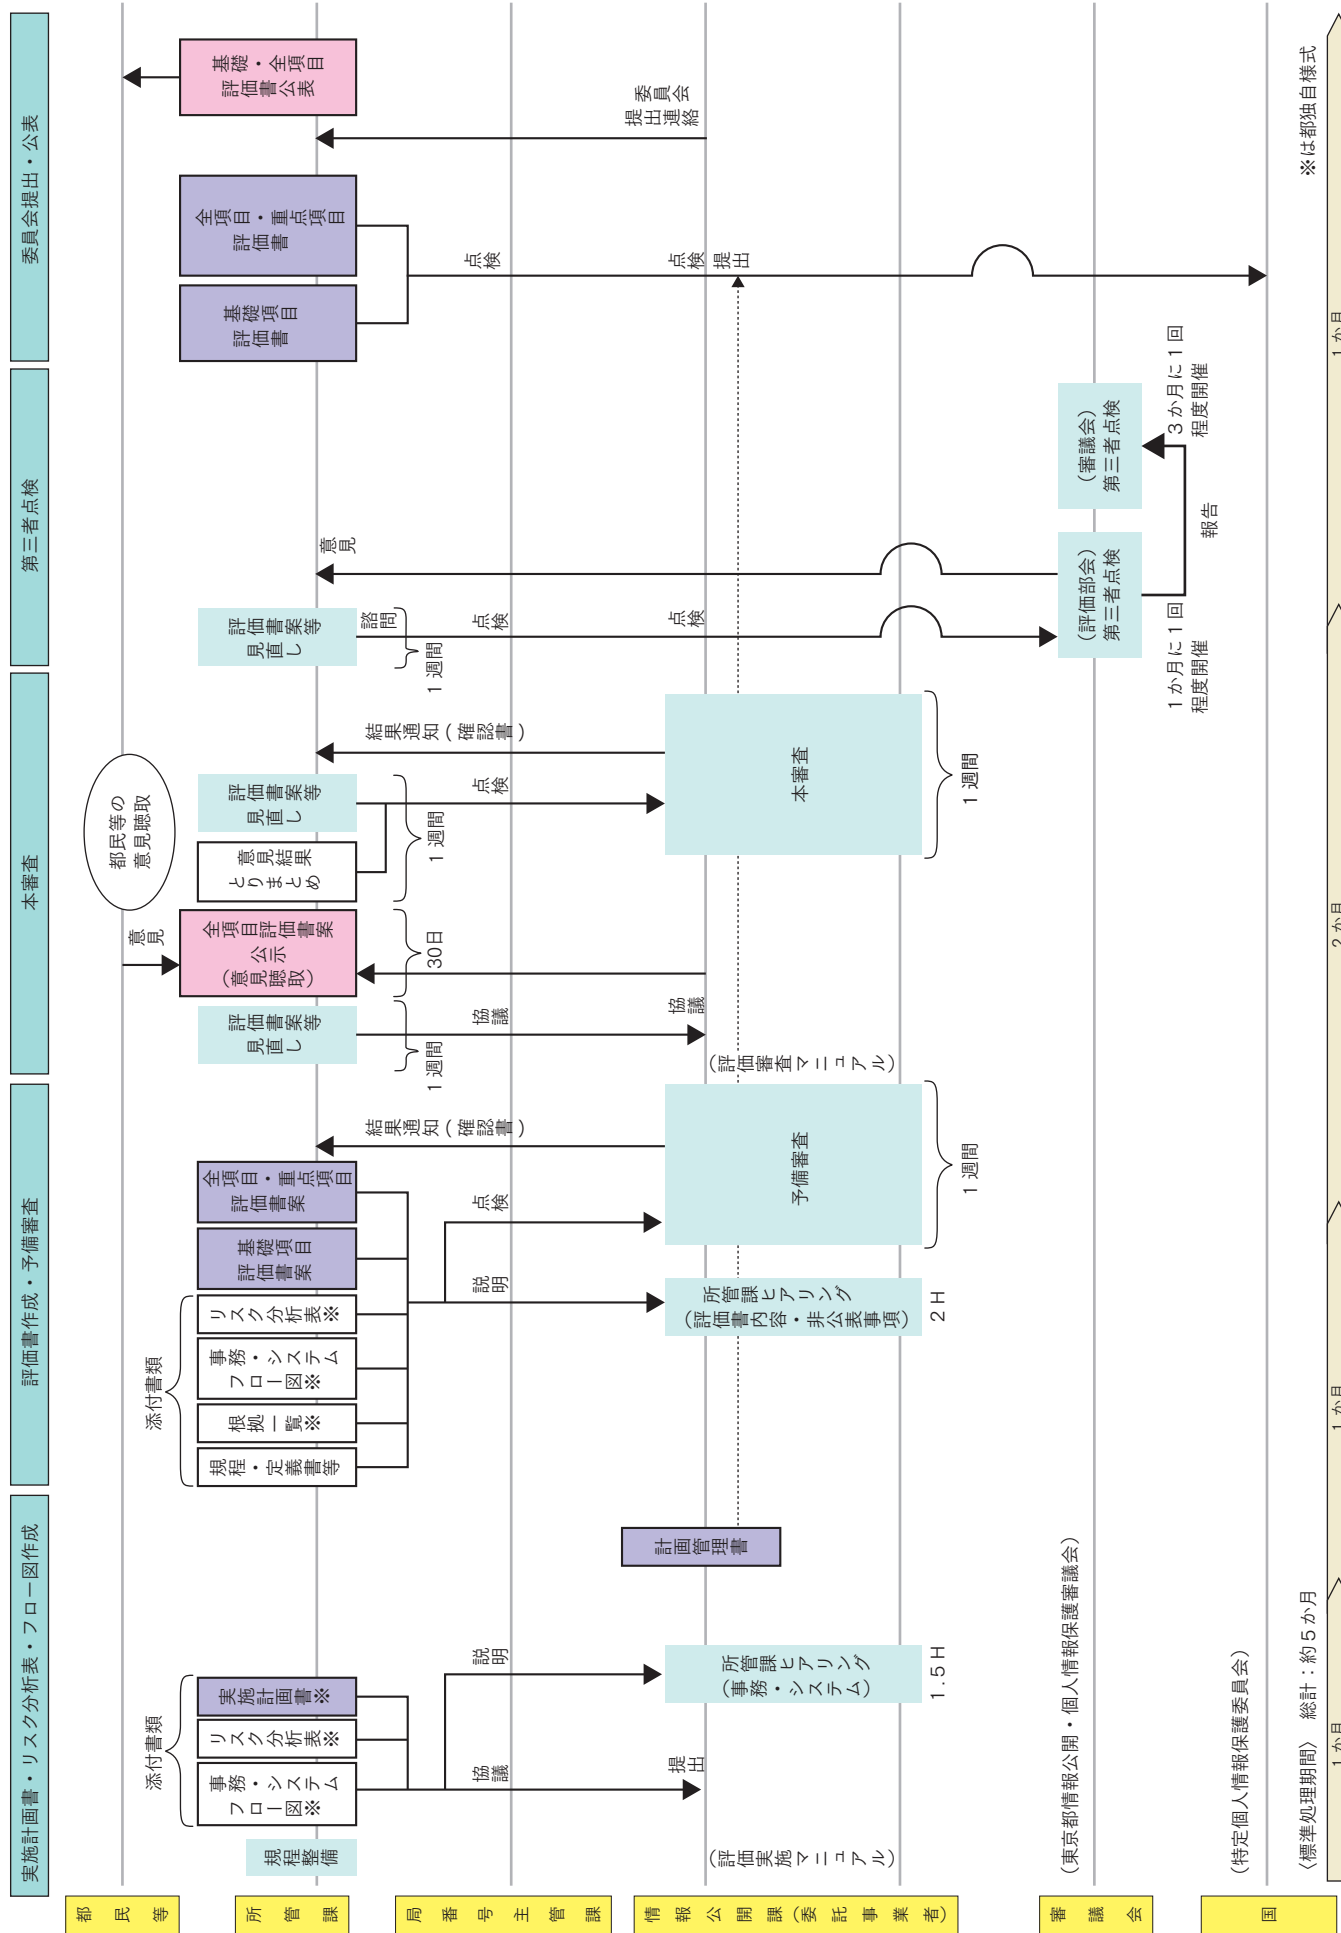 実施計画書・リスク分析表・フロー図作成
評価書作成・予備審査
本審査
第三者点検
委員会提出・公表
都民等
意見
都民等の
意見聴取
所管課
規程整備
添付書類
事務・システム
フロー図※
リスク分析表※
実施計画書※
添付書類
規程・定義書等
根拠一覧※
事務・システム
フロー図※
リスク分析表※
基礎項目
評価書案
全項目・重点項目
評価書案
結果通知(確認書)
評価書案等
見直し
1週間
全項目評価書案
公示
(意見聴取)
30日
意見結果
とりまとめ
評価書案等
見直し
1週間
結果通知(確認書)
評価書案等
見直し
諮問
1週間
意見
基礎項目
評価書
全項目・重点項目
評価書
基礎・全項目
評価書公表
局番号主管課
協議
説明
説明
点検
協議
点検
点検
点検
情報公開課(委託事業者)
(評価実施マニュアル)
提出
所管課ヒアリング
(事務・システム)
1.5H
計画管理書
所管課ヒアリング
(評価書内容・非公表事項)
2H
予備審査
1週間
(評価審査マニュアル)
協議
本審査
1週間
点検
点検
提出
委員会
提出連絡
審議会
(東京都情報公開・個人情報保護審議会)
(評価部会)
第三者点検
1か月に1回
程度開催
報告
(審議会)
第三者点検
3か月に1回
程度開催
国
(特定個人情報保護委員会)
〈標準処理期間〉 総計：約5か月
※は都独自様式
1か月
1か月
2か月
1か月